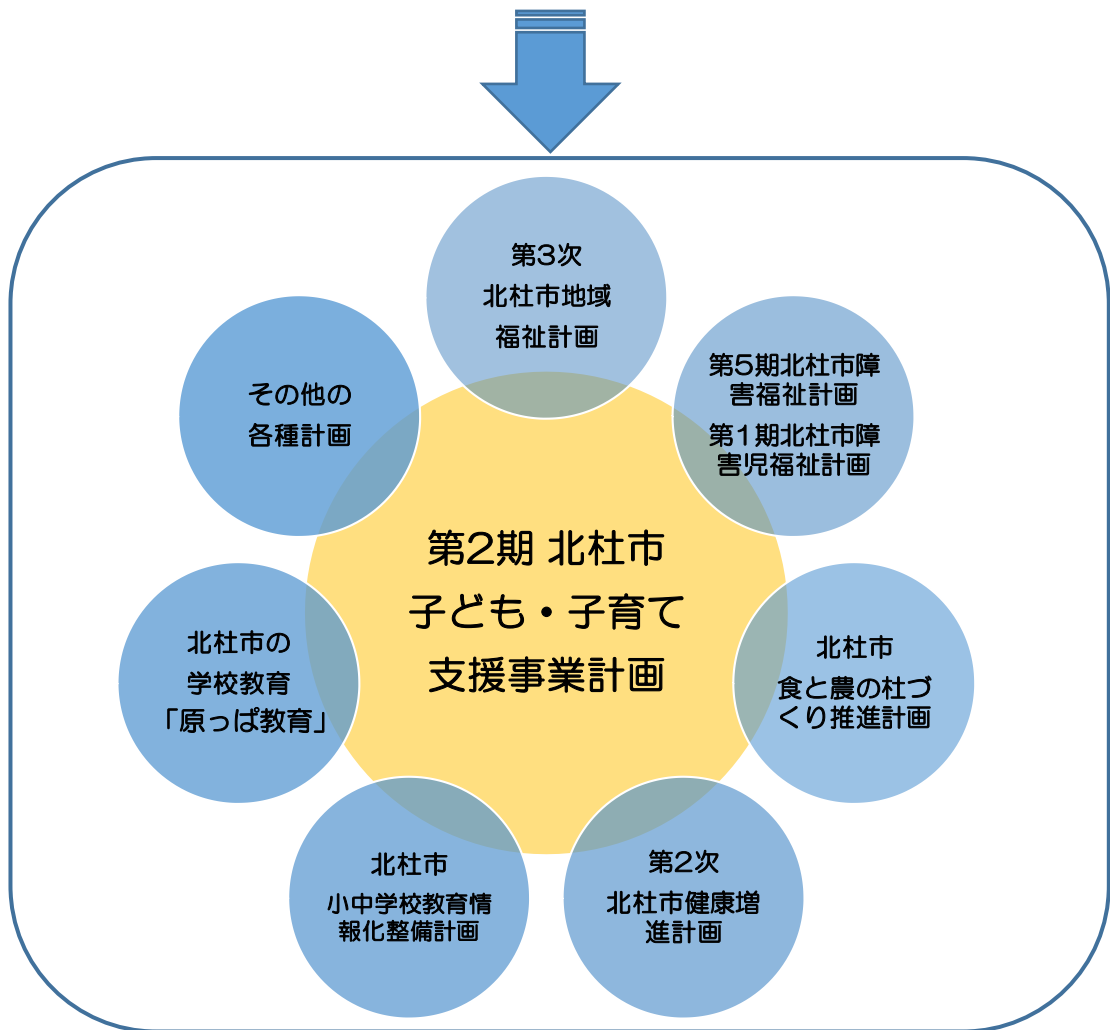 第3次
北杜市地域
福祉計画
第5期北杜市障
害福祉計画
第1期北杜市障
害児福祉計画
北杜市
食と農の杜づ
くり推進計画
第2次
北杜市健康増
進計画
北杜市
小中学校教育情
報化整備計画
北杜市の
学校教育
「原っぱ教育」
その他の
各種計画
第2期 北杜市
子ども・子育て
支援事業計画